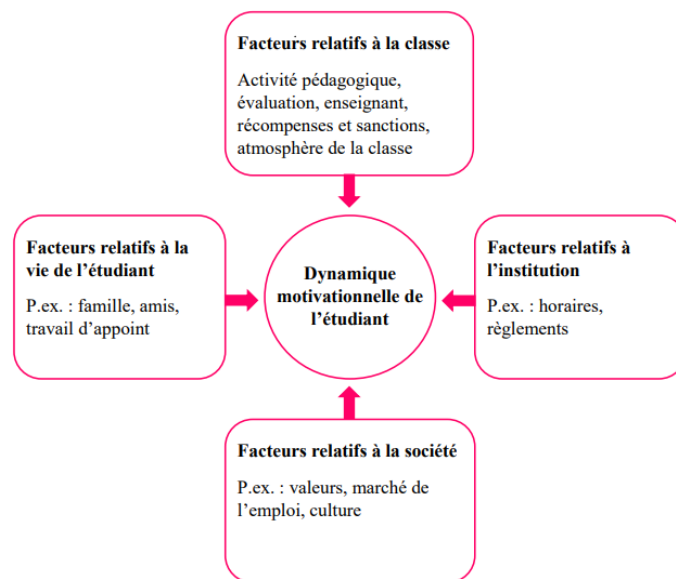 Facteurs relatifs à la classe
Activité pédagogique,
évaluation, enseignant,
récompenses et sanctions,
atmosphère de la classe
Facteurs relatifs à la
vie de l’étudiant
P.ex. : famille, amis,
travail d’appoint
Dynamique
motivationnelle de
l’étudiant
Facteurs relatifs à
l’institution
P.ex. : horaires,
règlements
Facteurs relatifs à la société
P.ex. : valeurs, marché de
l’emploi, culture